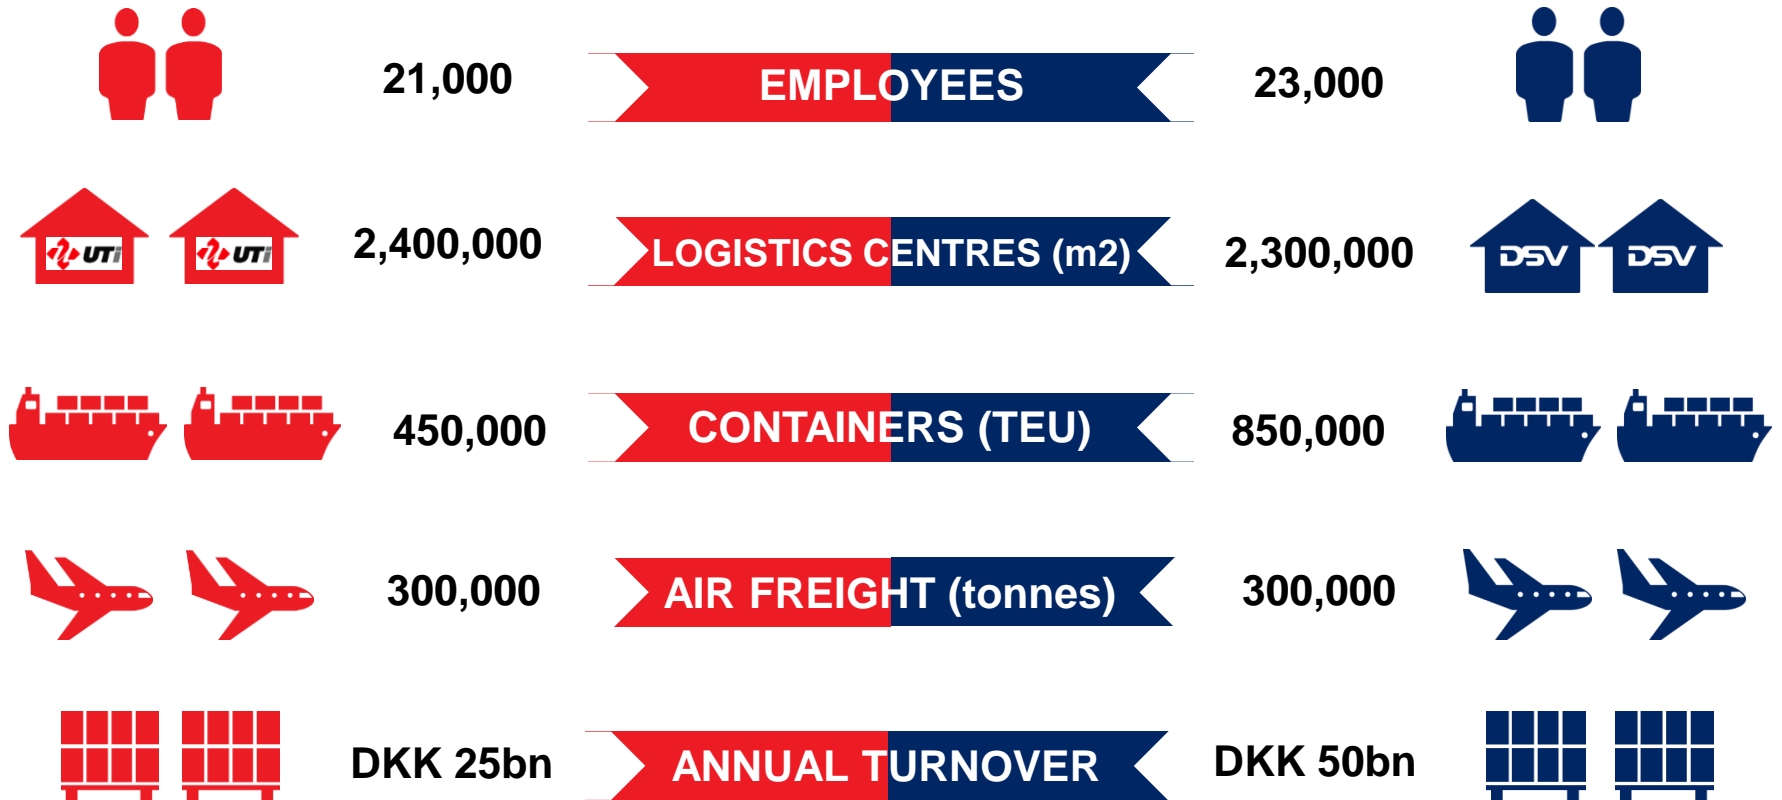 21,000 EMPLOYEES 23,000
UTi UTi 2,400,000 LOGISTICS CENTRES (m2) 2,300,000 DSV DSV
450,000 CONTAINERS (TEU) 850,000
300,000 AIR FREIGHT (tonnes) 300,000
DKK 25bn ANNUAL TURNOVER DKK 50bn